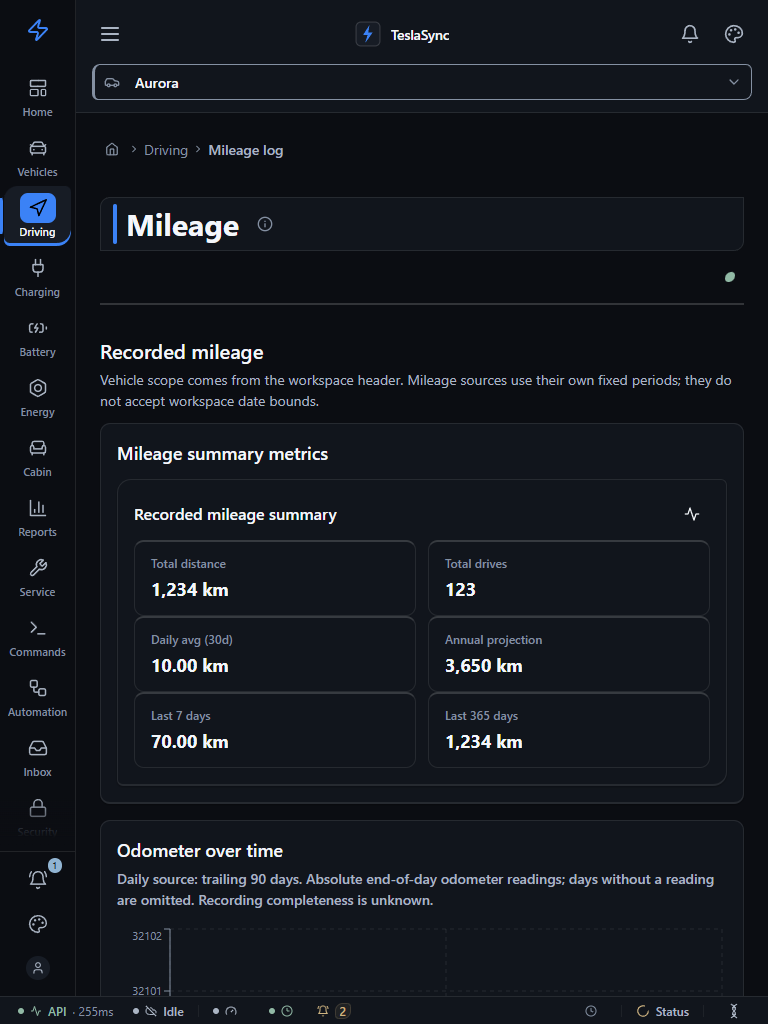 TeslaSync
Aurora
Home
Vehicles
Driving
Charging
Battery
Energy
Cabin
Reports
Service
Commands
Automation
Inbox
Security
1
Driving > Mileage log
Mileage
Recorded mileage
Vehicle scope comes from the workspace header. Mileage sources use their own fixed periods; they do
not accept workspace date bounds.
Mileage summary metrics
Recorded mileage summary
Total distance
1,234 km
Total drives
123
Daily avg (30d)
10.00 km
Annual projection
3,650 km
Last 7 days
70.00 km
Last 365 days
1,234 km
Odometer over time
Daily source: trailing 90 days. Absolute end-of-day odometer readings; days without a reading
are omitted. Recording completeness is unknown.
32102
32101
API · 255ms
Idle
2
Status